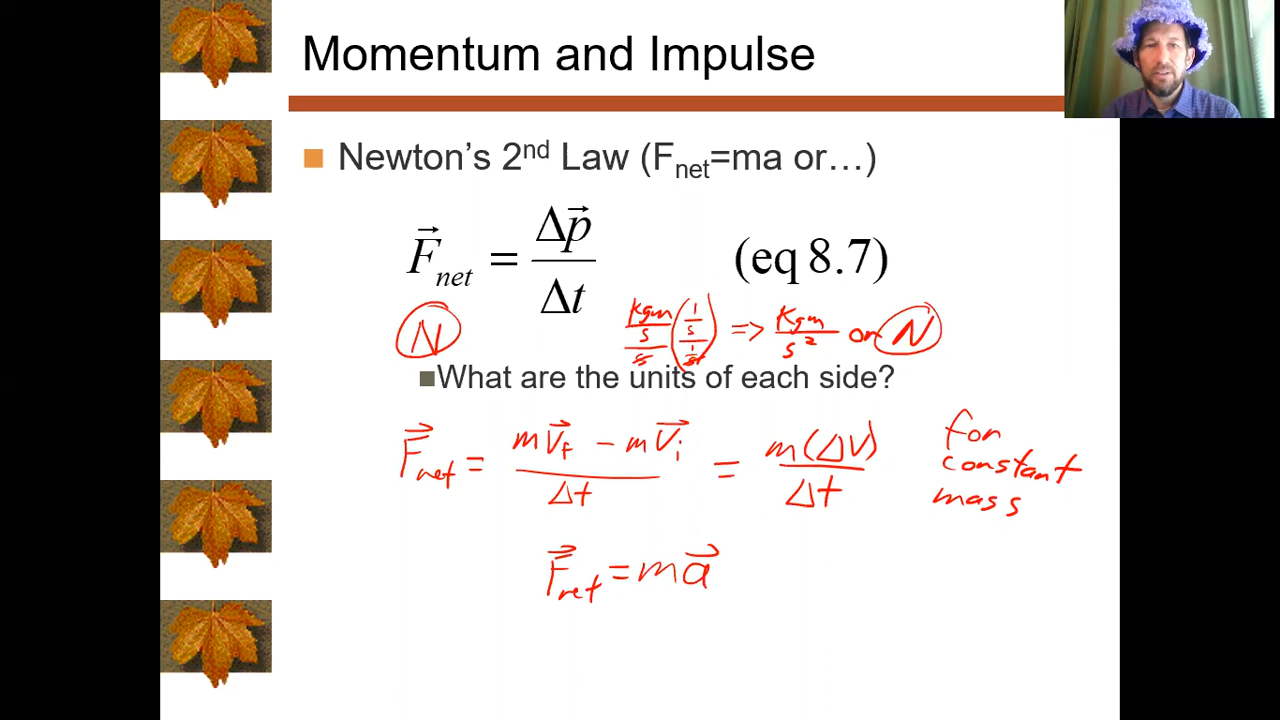 Momentum and Impulse
Newton's 2nd Law (Fnet=ma or…)
F⃗net = Δp⃗/Δt (eq 8.7)
N kgm/s/s (1/s / 1/s) => kgm/s² or N
What are the units of each side?
F⃗net = (mv⃗f − mv⃗i)/Δt = m(Δv)/Δt for constant mass
F⃗net = ma⃗